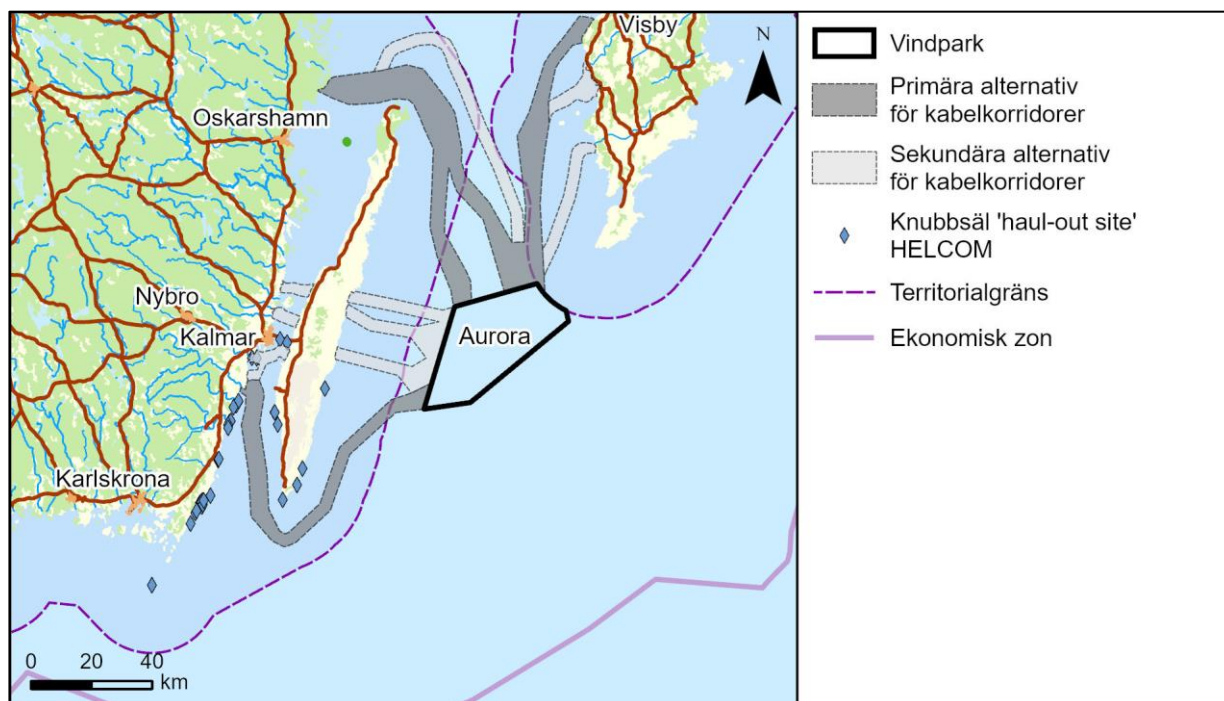 Visby
N
Oskarshamn
Nybro
Kalmar
Aurora
Karlskrona
0 20 40
km
Vindpark
Primära alternativ
för kabelkorridorer
Sekundära alternativ
för kabelkorridorer
Knubbsäl 'haul-out site'
HELCOM
Territorialgräns
Ekonomisk zon